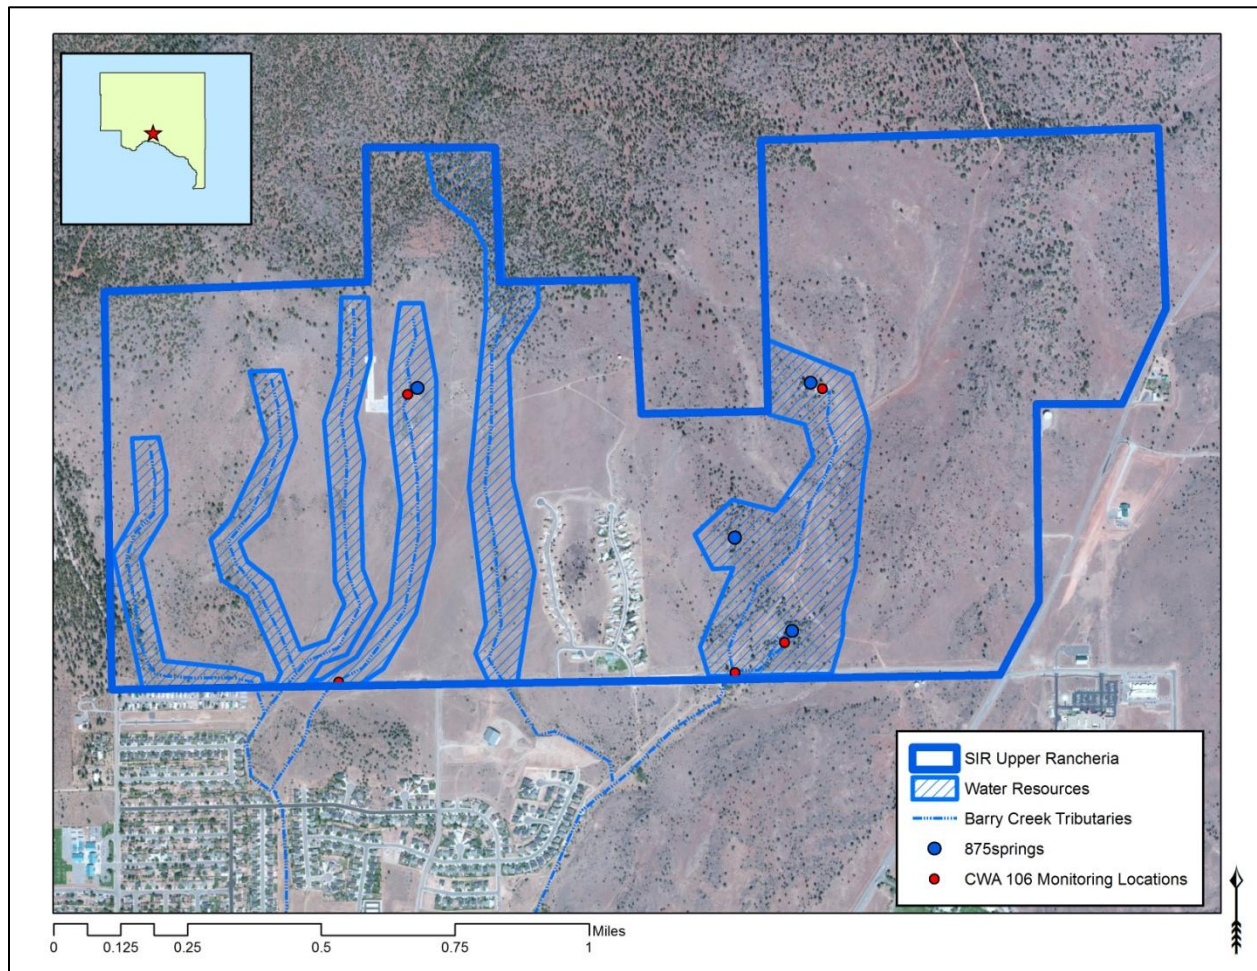 SIR Upper Rancheria
Water Resources
Barry Creek Tributaries
875springs
CWA 106 Monitoring Locations
Miles
0 0.125 0.25 0.5 0.75 1